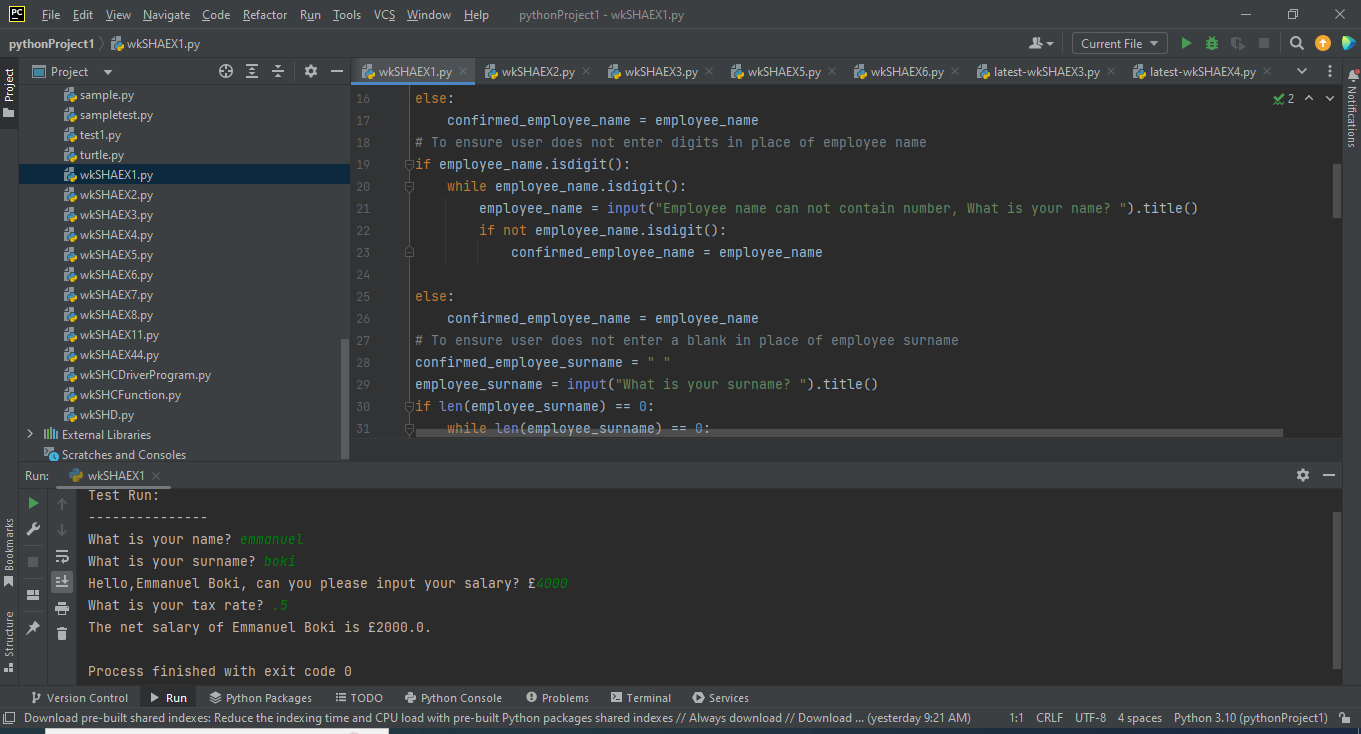 PC File Edit View Navigate Code Refactor Run Tools VCS Window Help pythonProject1 - wkSHAEX1.py
pythonProject1 wkSHAEX1.py Current File
Project
Project
wkSHAEX1.py wkSHAEX2.py wkSHAEX3.py wkSHAEX5.py wkSHAEX6.py latest-wkSHAEX3.py latest-wkSHAEX4.py
Notifications
sample.py
sampletest.py
test1.py
turtle.py
wkSHAEX1.py
wkSHAEX2.py
wkSHAEX3.py
wkSHAEX4.py
wkSHAEX5.py
wkSHAEX6.py
wkSHAEX7.py
wkSHAEX8.py
wkSHAEX11.py
wkSHAEX44.py
wkSHCDriverProgram.py
wkSHCFunction.py
wkSHD.py
External Libraries
Scratches and Consoles
2
16 else:
17 confirmed_employee_name = employee_name
18 # To ensure user does not enter digits in place of employee name
19 if employee_name.isdigit():
20 while employee_name.isdigit():
21 employee_name = input("Employee name can not contain number, What is your name? ").title()
22 if not employee_name.isdigit():
23 confirmed_employee_name = employee_name
24
25 else:
26 confirmed_employee_name = employee_name
27 # To ensure user does not enter a blank in place of employee surname
28 confirmed_employee_surname = " "
29 employee_surname = input("What is your surname? ").title()
30 if len(employee_surname) == 0:
31 while len(employee_surname) == 0:
Run: wkSHAEX1
Bookmarks
Structure
Test Run:
---------------
What is your name? emmanuel
What is your surname? boki
Hello,Emmanuel Boki, can you please input your salary? £4000
What is your tax rate? .5
The net salary of Emmanuel Boki is £2000.0.
Process finished with exit code 0
Version Control Run Python Packages TODO Python Console Problems Terminal Services
Download pre-built shared indexes: Reduce the indexing time and CPU load with pre-built Python packages shared indexes // Always download // Download ... (yesterday 9:21 AM) 1:1 CRLF UTF-8 4 spaces Python 3.10 (pythonProject1)